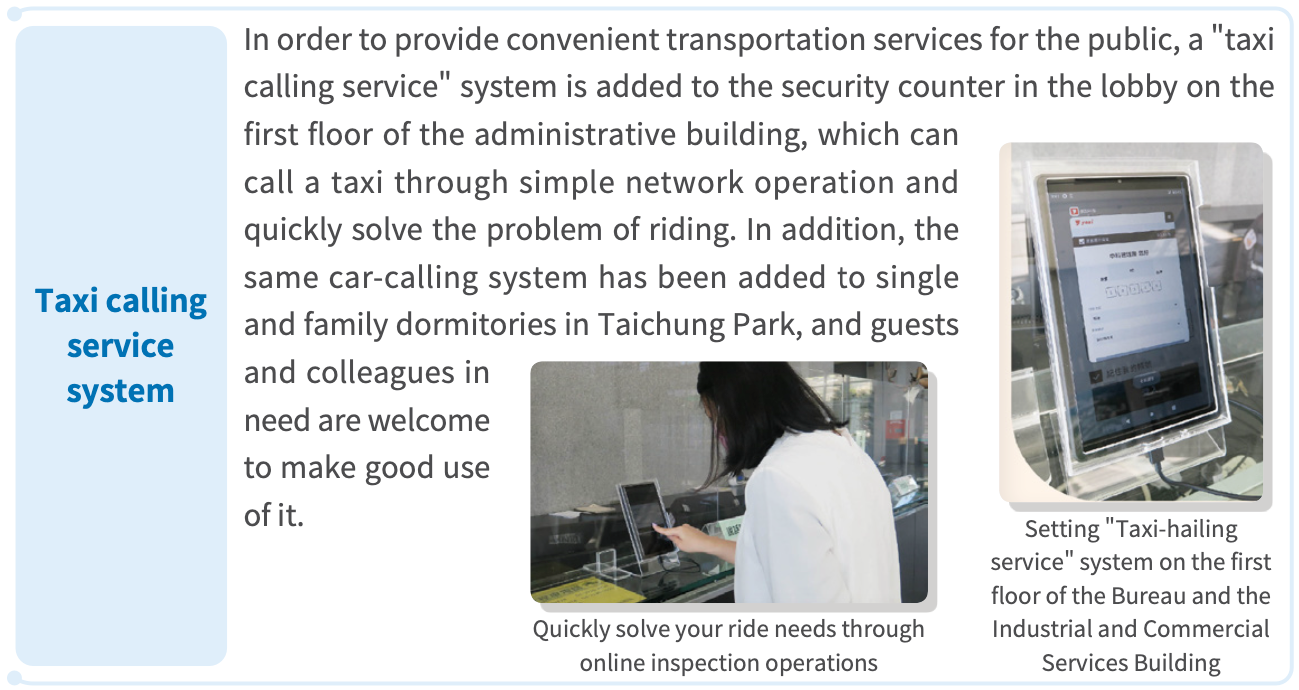 Taxi calling
service
system
In order to provide convenient transportation services for the public, a "taxi
calling service" system is added to the security counter in the lobby on the
first floor of the administrative building, which can
call a taxi through simple network operation and
quickly solve the problem of riding. In addition, the
same car-calling system has been added to single
and family dormitories in Taichung Park, and guests
and colleagues in
need are welcome
to make good use
of it.
Quickly solve your ride needs through
online inspection operations
Setting "Taxi-hailing
service" system on the first
floor of the Bureau and the
Industrial and Commercial
Services Building